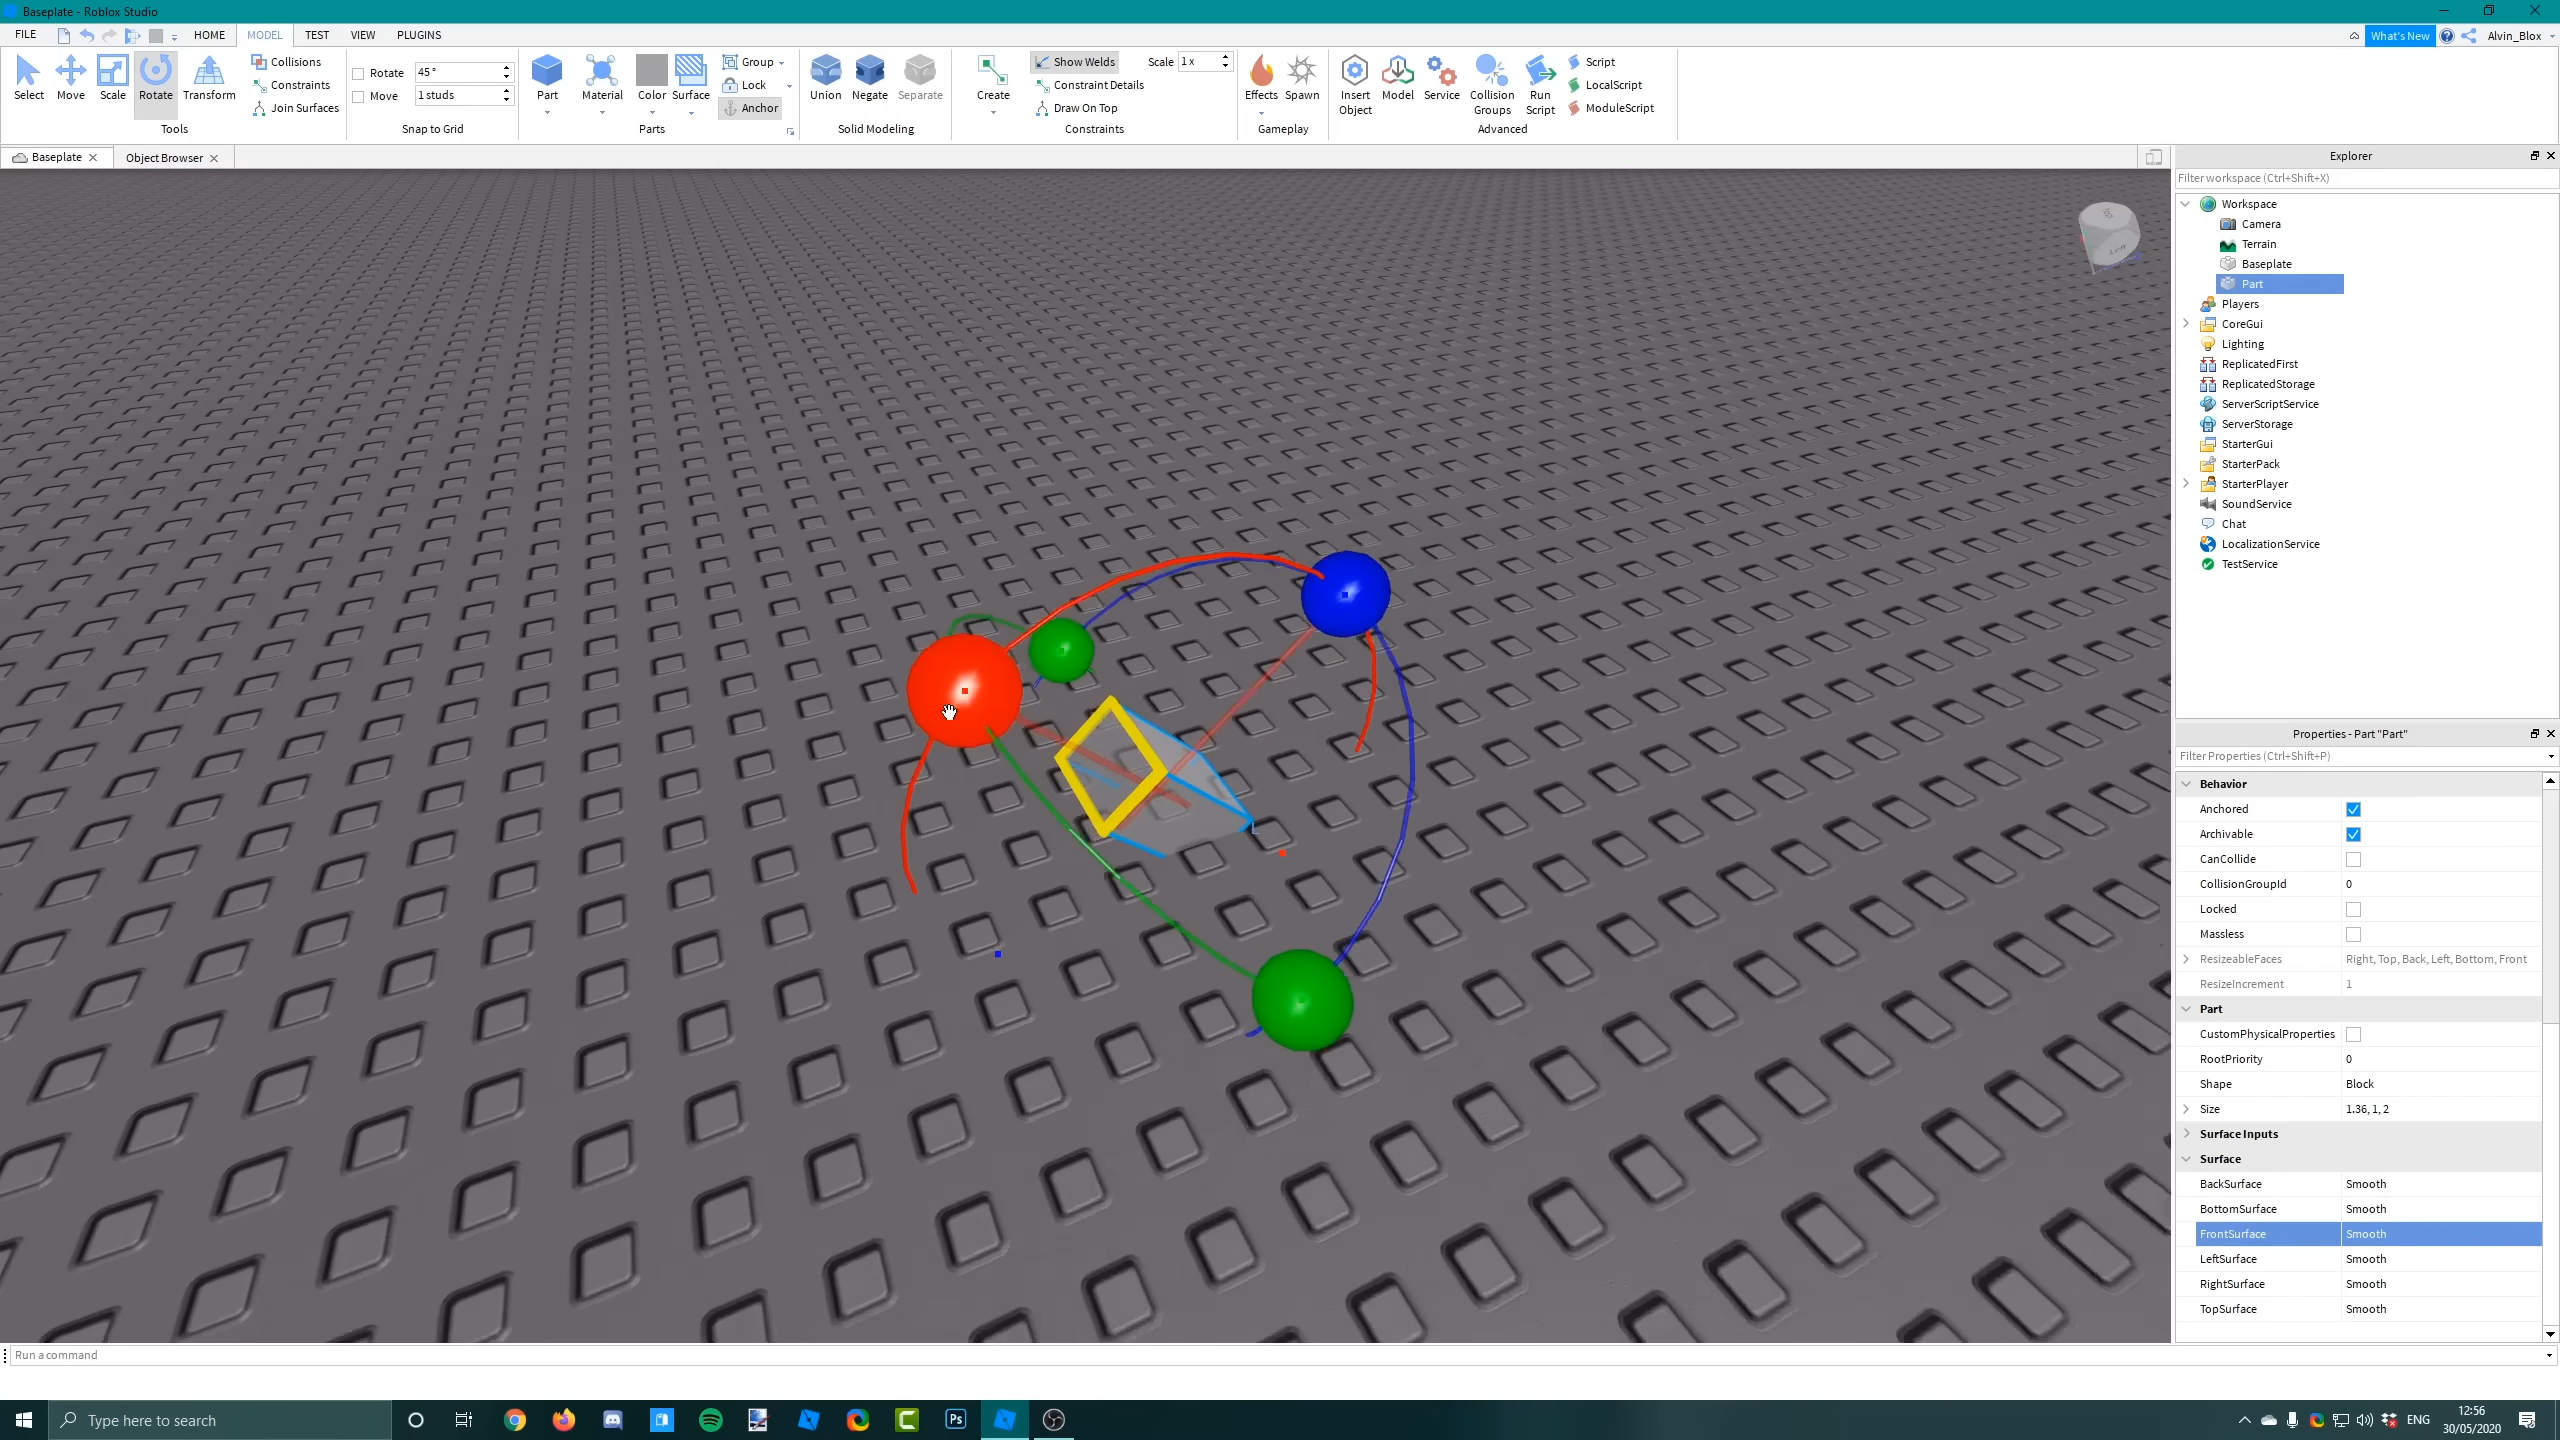 Baseplate - Roblox Studio
FILE HOME MODEL TEST VIEW PLUGINS What's New Alvin_Blox
Select Move Scale Rotate Transform
Collisions
Constraints
Join Surfaces
Tools
Rotate 45 °
Move 1 studs
Snap to Grid
Part Material Color Surface
Group
Lock
Anchor
Parts
Union Negate Separate
Solid Modeling
Create
Show Welds Scale 1 x
Constraint Details
Draw On Top
Constraints
Effects Spawn
Gameplay
Insert Object Model Service Collision Groups Run Script
Script
LocalScript
ModuleScript
Advanced
Baseplate Object Browser
Explorer
Filter workspace (Ctrl+Shift+X)
Workspace
Camera
Terrain
Baseplate
Part
Players
CoreGui
Lighting
ReplicatedFirst
ReplicatedStorage
ServerScriptService
ServerStorage
StarterGui
StarterPack
StarterPlayer
SoundService
Chat
LocalizationService
TestService
Left
Properties - Part "Part"
Filter Properties (Ctrl+Shift+P)
Behavior
Anchored
Archivable
CanCollide
CollisionGroupId 0
Locked
Massless
ResizeableFaces Right, Top, Back, Left, Bottom, Front
ResizeIncrement 1
Part
CustomPhysicalProperties
RootPriority 0
Shape Block
Size 1.36, 1, 2
Surface Inputs
Surface
BackSurface Smooth
BottomSurface Smooth
FrontSurface Smooth
LeftSurface Smooth
RightSurface Smooth
TopSurface Smooth
L
Run a command
Type here to search
Ps
ENG
12:56
30/05/2020